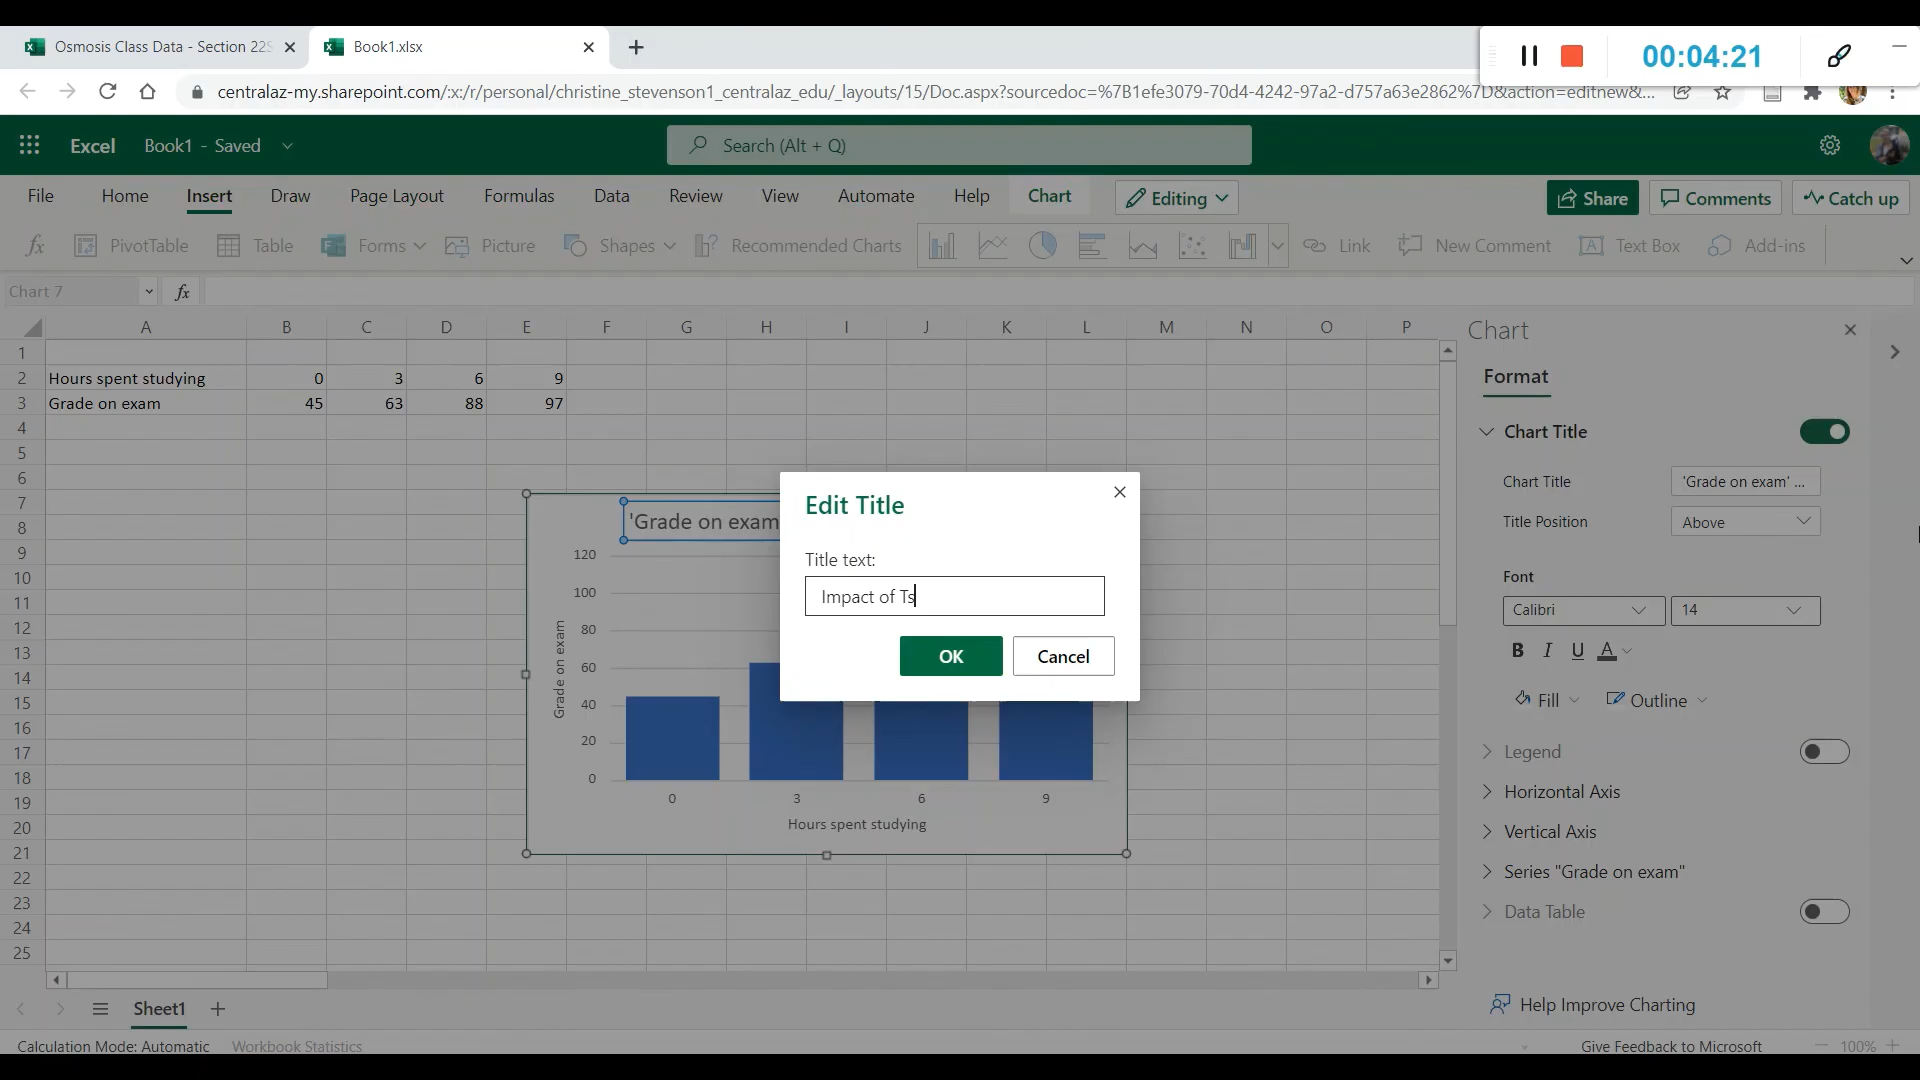 Osmosis Class Data - Section 22S
Book1.xlsx
00:04:21
centralaz-my.sharepoint.com/:x:/r/personal/christine_stevenson1_centralaz_edu/_layouts/15/Doc.aspx?sourcedoc=%7B1efe3079-70d4-4242-97a2-d757a63e2862%7D&action=editnew&...
Excel Book1 - Saved Search (Alt + Q)
File Home Insert Draw Page Layout Formulas Data Review View Automate Help Chart Editing Share Comments Catch up
fx PivotTable Table Forms Picture Shapes Recommended Charts Link New Comment Text Box Add-ins
Chart 7 fx
A B C D E F G H I J K L M N O P
1
2 Hours spent studying 0 3 6 9
3 Grade on exam 45 63 88 97
4
5
6
7
8
9
10
11
12
13
14
15
16
17
18
19
20
21
22
23
24
25
'Grade on exam
120
100
80
60
40
20
0
Grade on exam
0 3 6 9
Hours spent studying
Edit Title
Title text:
Impact of Ts
OK Cancel
Chart
Format
Chart Title
Chart Title 'Grade on exam' ...
Title Position Above
Font
Calibri 14
B I U A
Fill Outline
Legend
Horizontal Axis
Vertical Axis
Series "Grade on exam"
Data Table
Help Improve Charting
Sheet1
Calculation Mode: Automatic Workbook Statistics Give Feedback to Microsoft 100%